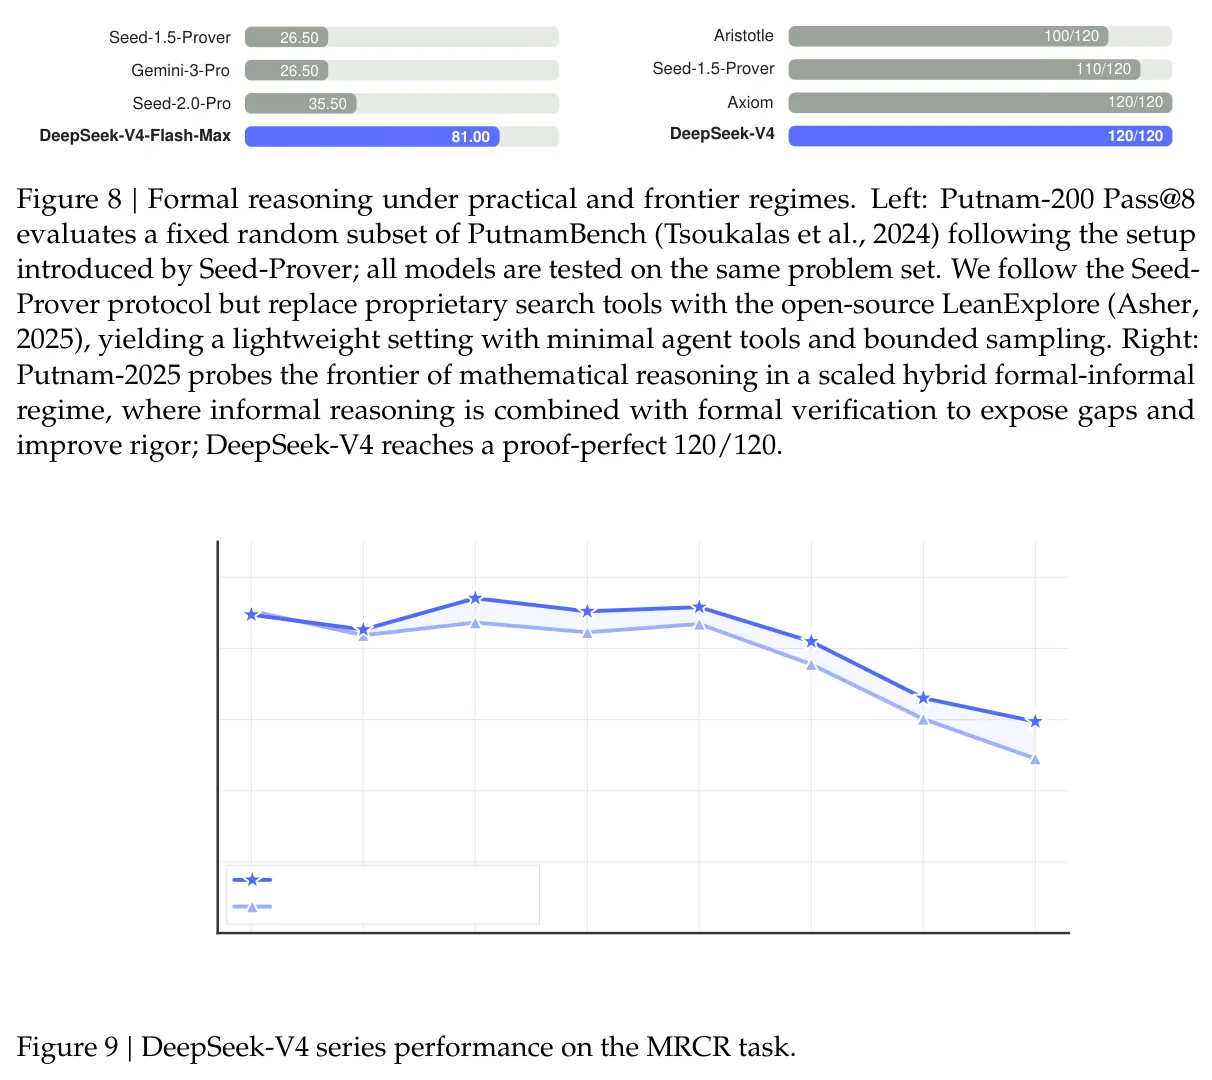 Seed-1.5-Prover 26.50
Gemini-3-Pro 26.50
Seed-2.0-Pro 35.50
DeepSeek-V4-Flash-Max 81.00
Aristotle 100/120
Seed-1.5-Prover 110/120
Axiom 120/120
DeepSeek-V4 120/120
Figure 8 | Formal reasoning under practical and frontier regimes. Left: Putnam-200 Pass@8
evaluates a fixed random subset of PutnamBench (Tsoukalas et al., 2024) following the setup
introduced by Seed-Prover; all models are tested on the same problem set. We follow the Seed-
Prover protocol but replace proprietary search tools with the open-source LeanExplore (Asher,
2025), yielding a lightweight setting with minimal agent tools and bounded sampling. Right:
Putnam-2025 probes the frontier of mathematical reasoning in a scaled hybrid formal-informal
regime, where informal reasoning is combined with formal verification to expose gaps and
improve rigor; DeepSeek-V4 reaches a proof-perfect 120/120.
Figure 9 | DeepSeek-V4 series performance on the MRCR task.